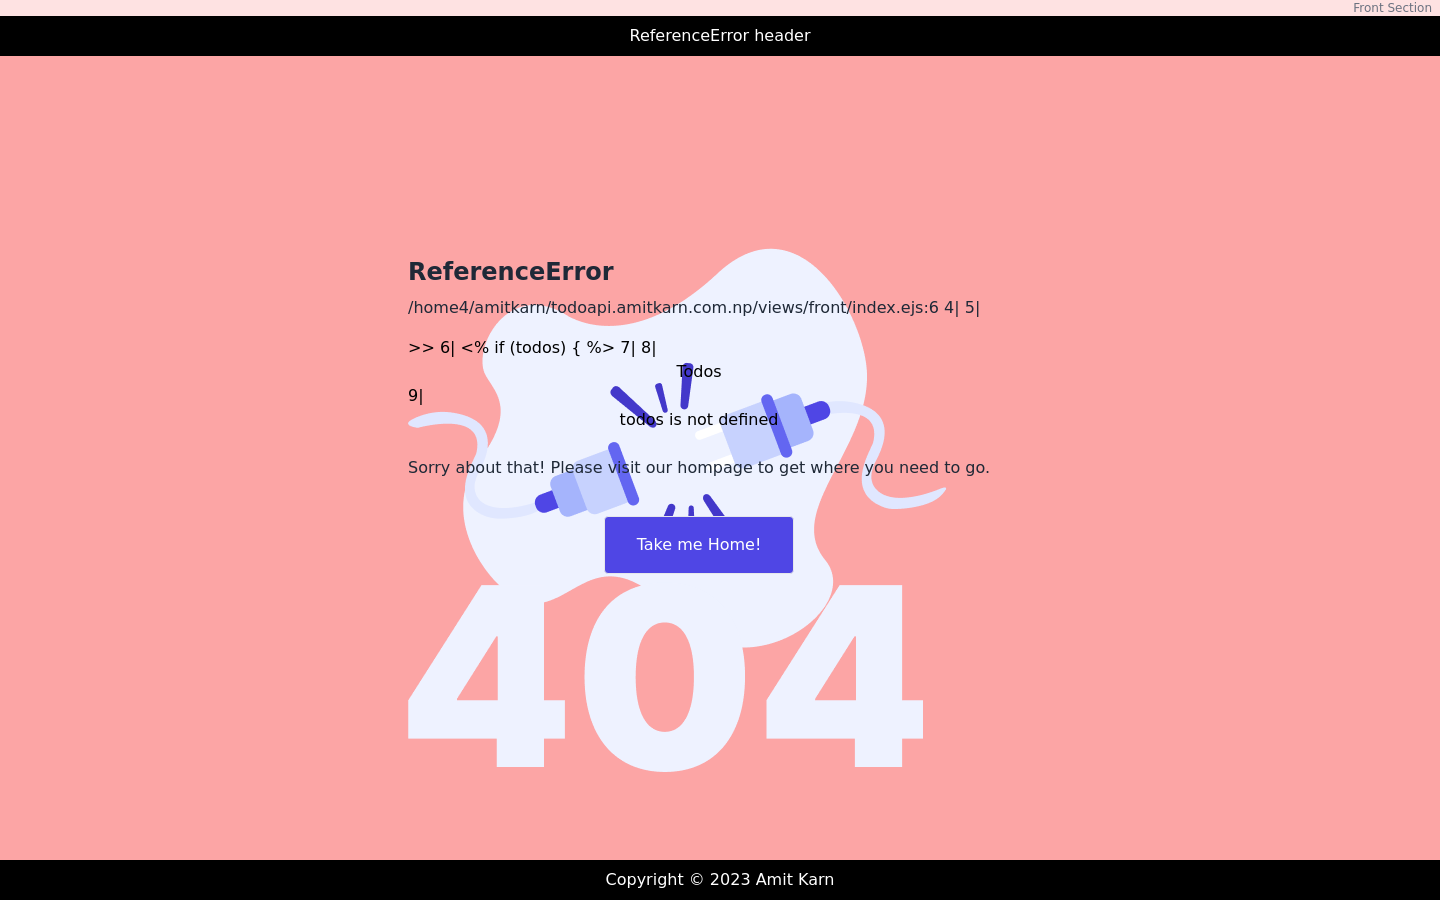 Front Section
ReferenceError header
ReferenceError
/home4/amitkarn/todoapi.amitkarn.com.np/views/front/index.ejs:6 4| 5|
>> 6| <% if (todos) { %> 7| 8|
Todos
9|
todos is not defined
Sorry about that! Please visit our hompage to get where you need to go.
Take me Home!
404
Copyright © 2023 Amit Karn